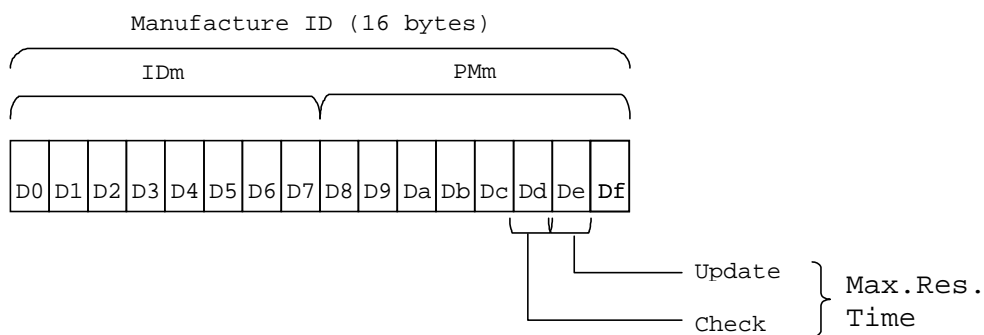 Manufacture ID (16 bytes)
IDm PMm
D0 D1 D2 D3 D4 D5 D6 D7 D8 D9 Da Db Dc Dd De Df
Update
Check
Max.Res.
Time